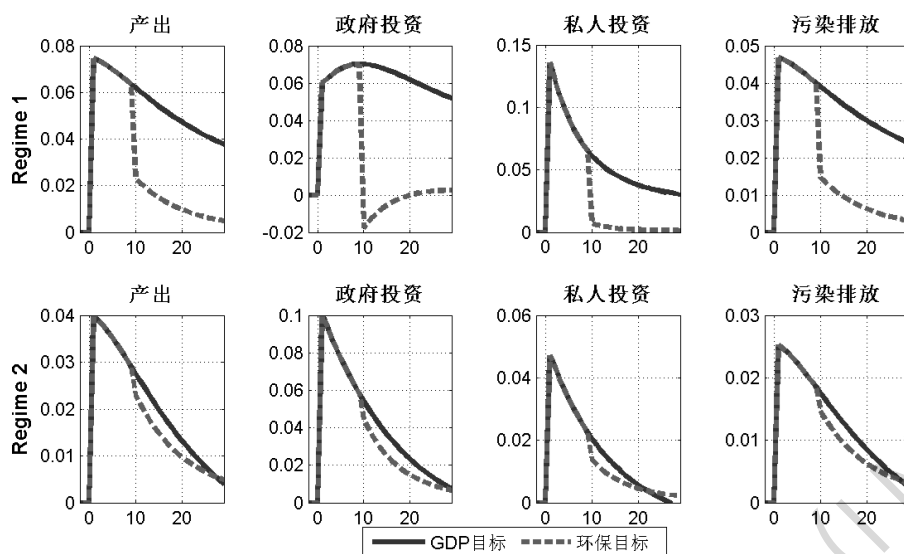 产出 政府投资 私人投资 污染排放
Regime 1
0.08 0.08 0.15 0.05
0.06 0.06 0.04
0.04 0.04 0.1 0.03
0.02 0.02 0.05 0.02
0 0.01
0 -0.02 0 0
0 10 20 0 10 20 0 10 20 0 10 20
产出 政府投资 私人投资 污染排放
Regime 2
0.04 0.1 0.06 0.03
0.03 0.08
0.02 0.06 0.04 0.02
0.01 0.04 0.02 0.01
0.02
0 0 0 0
0 10 20 0 10 20 0 10 20 0 10 20
GDP目标 环保目标